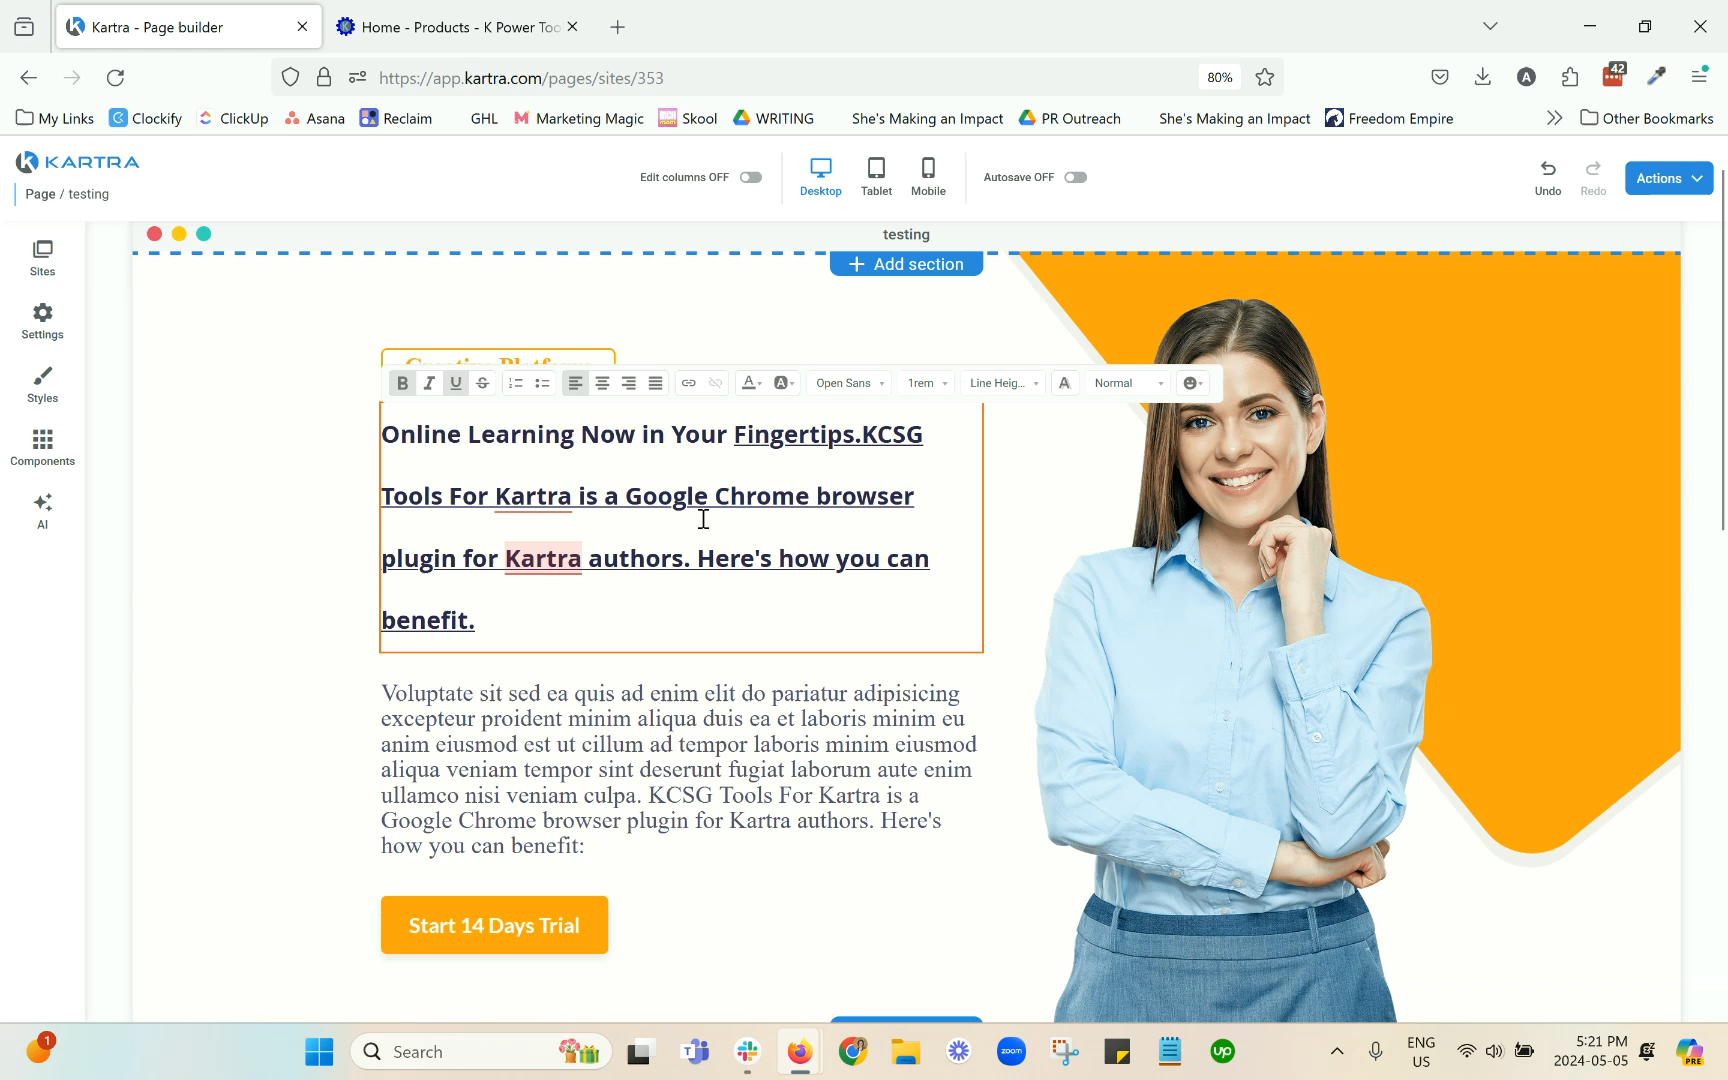 Kartra - Page builder
Home - Products - K Power Too
https://app.kartra.com/pages/sites/353
80%
A
42
My Links
Clockify
ClickUp
Asana
Reclaim
GHL
Marketing Magic
Skool
WRITING
She's Making an Impact
PR Outreach
She's Making an Impact
Freedom Empire
Other Bookmarks
KARTRA
Page / testing
Edit columns OFF
Desktop
Tablet
Mobile
Autosave OFF
Undo
Redo
Actions
Sites
Settings
Styles
Components
AI
testing
Add section
B I U S
A
A
Open Sans
1rem
Line Heig...
A
Normal
Online Learning Now in Your Fingertips.KCSG
Tools For Kartra is a Google Chrome browser
plugin for Kartra authors. Here's how you can
benefit.
Voluptate sit sed ea quis ad enim elit do pariatur adipisicing
excepteur proident minim aliqua duis ea et laboris minim eu
anim eiusmod est ut cillum ad tempor laboris minim eiusmod
aliqua veniam tempor sint deserunt fugiat laborum aute enim
ullamco nisi veniam culpa. KCSG Tools For Kartra is a
Google Chrome browser plugin for Kartra authors. Here's
how you can benefit:
Start 14 Days Trial
1
Search
zoom
up
ENG
US
5:21 PM
2024-05-05
PRE